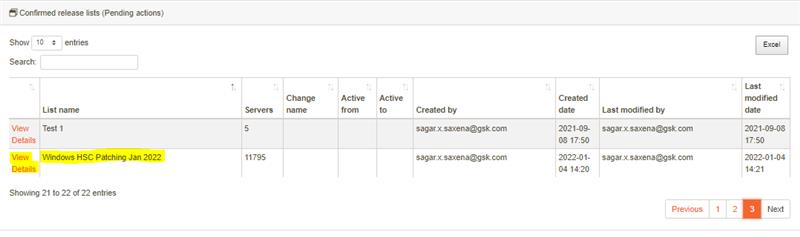 Confirmed release lists (Pending actions)
Show 10 entries
Excel
Search:
List name Servers Change name Active from Active to Created by Created date Last modified by Last modified date
View Details Test 1 5 sagar.x.saxena@gsk.com 2021-09-08 17:50 sagar.x.saxena@gsk.com 2021-09-08 17:50
View Details Windows HSC Patching Jan 2022 11795 sagar.x.saxena@gsk.com 2022-01-04 14:20 sagar.x.saxena@gsk.com 2022-01-04 14:21
Showing 21 to 22 of 22 entries
Previous 1 2 3 Next